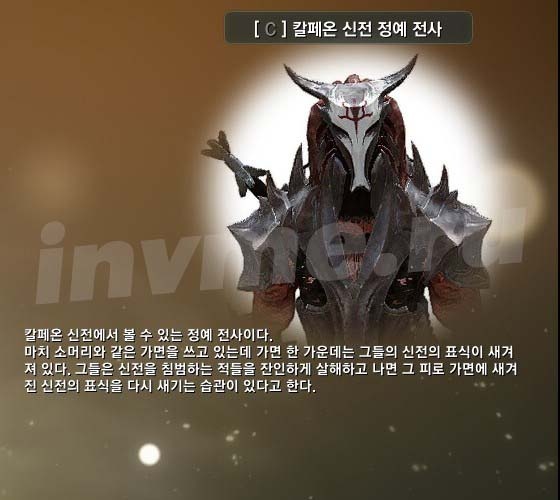 [ C ] 칼페온 신전 정예 전사
invme.ru
칼페온 신전에서 볼 수 있는 정예 전사이다.
마치 소머리와 같은 가면을 쓰고 있는데 가면 한 가운데는 그들의 신전의 표식이 새겨
져 있다. 그들은 신전을 침범하는 적들을 잔인하게 살해하고 나면 그 피로 가면에 새겨
진 신전의 표식을 다시 새기는 습관이 있다고 한다.